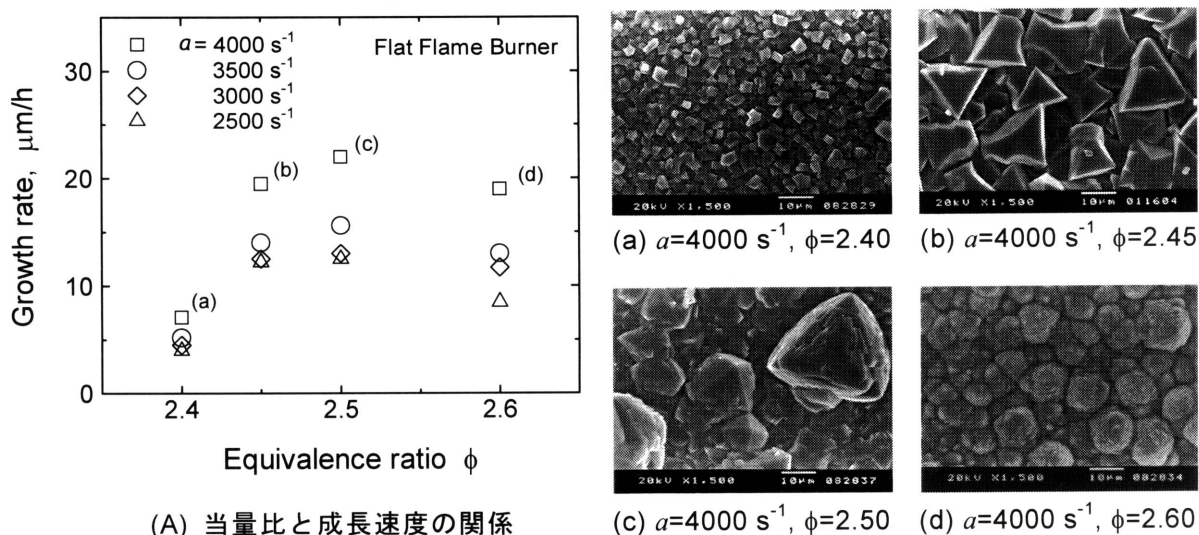 a = 4000 s⁻¹
3500 s⁻¹
3000 s⁻¹
2500 s⁻¹
Flat Flame Burner
Growth rate, μm/h
30
20
10
0
(a)
(b)
(c)
(d)
2.4 2.5 2.6
Equivalence ratio ϕ
(A) 当量比と成長速度の関係
20kV X1,500 10μm 082829
(a) a=4000 s⁻¹, ϕ=2.40
20kV X1,500 10μm 011604
(b) a=4000 s⁻¹, ϕ=2.45
20kV X1,500 10μm 082837
(c) a=4000 s⁻¹, ϕ=2.50
20kV X1,500 10μm 082834
(d) a=4000 s⁻¹, ϕ=2.60